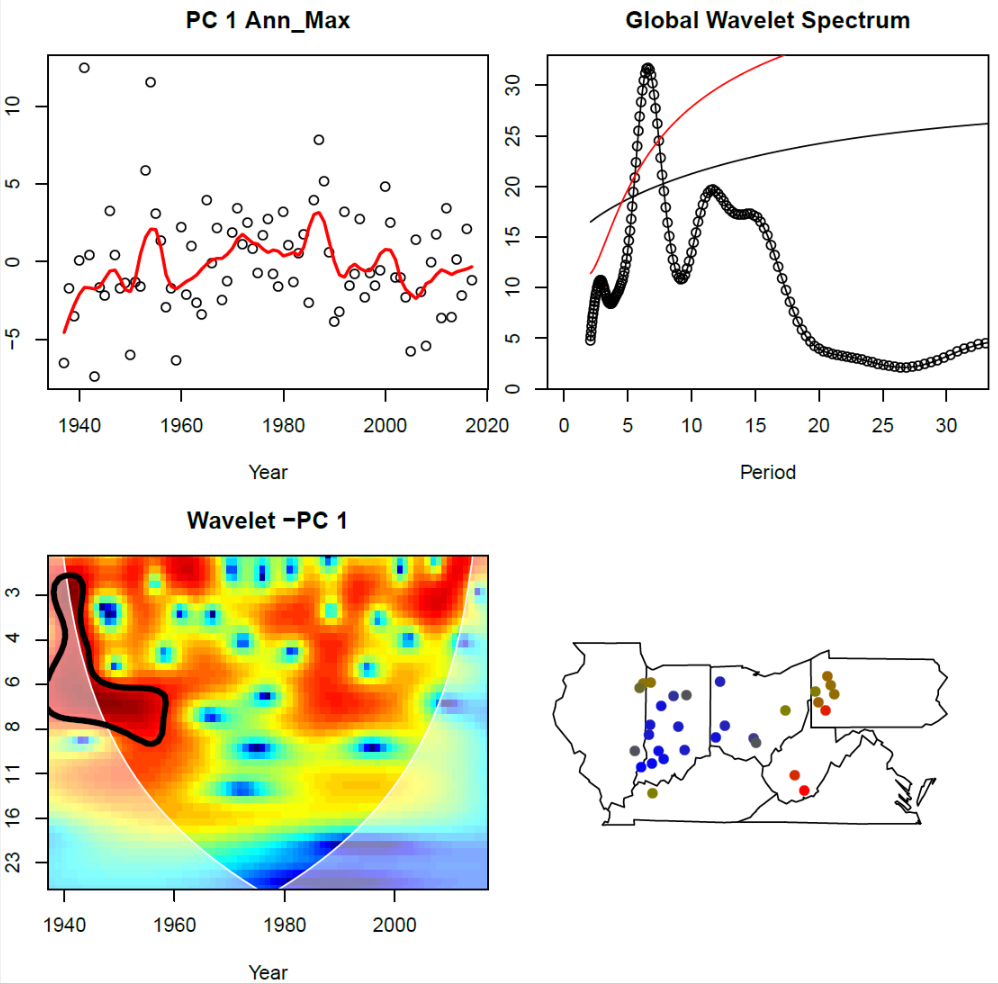 PC 1 Ann_Max
10
5
0
−5
1940 1960 1980 2000 2020
Year
Global Wavelet Spectrum
30
25
20
15
10
5
0
0 5 10 15 20 25 30
Period
Wavelet −PC 1
3
4
6
8
11
16
23
1940 1960 1980 2000
Year